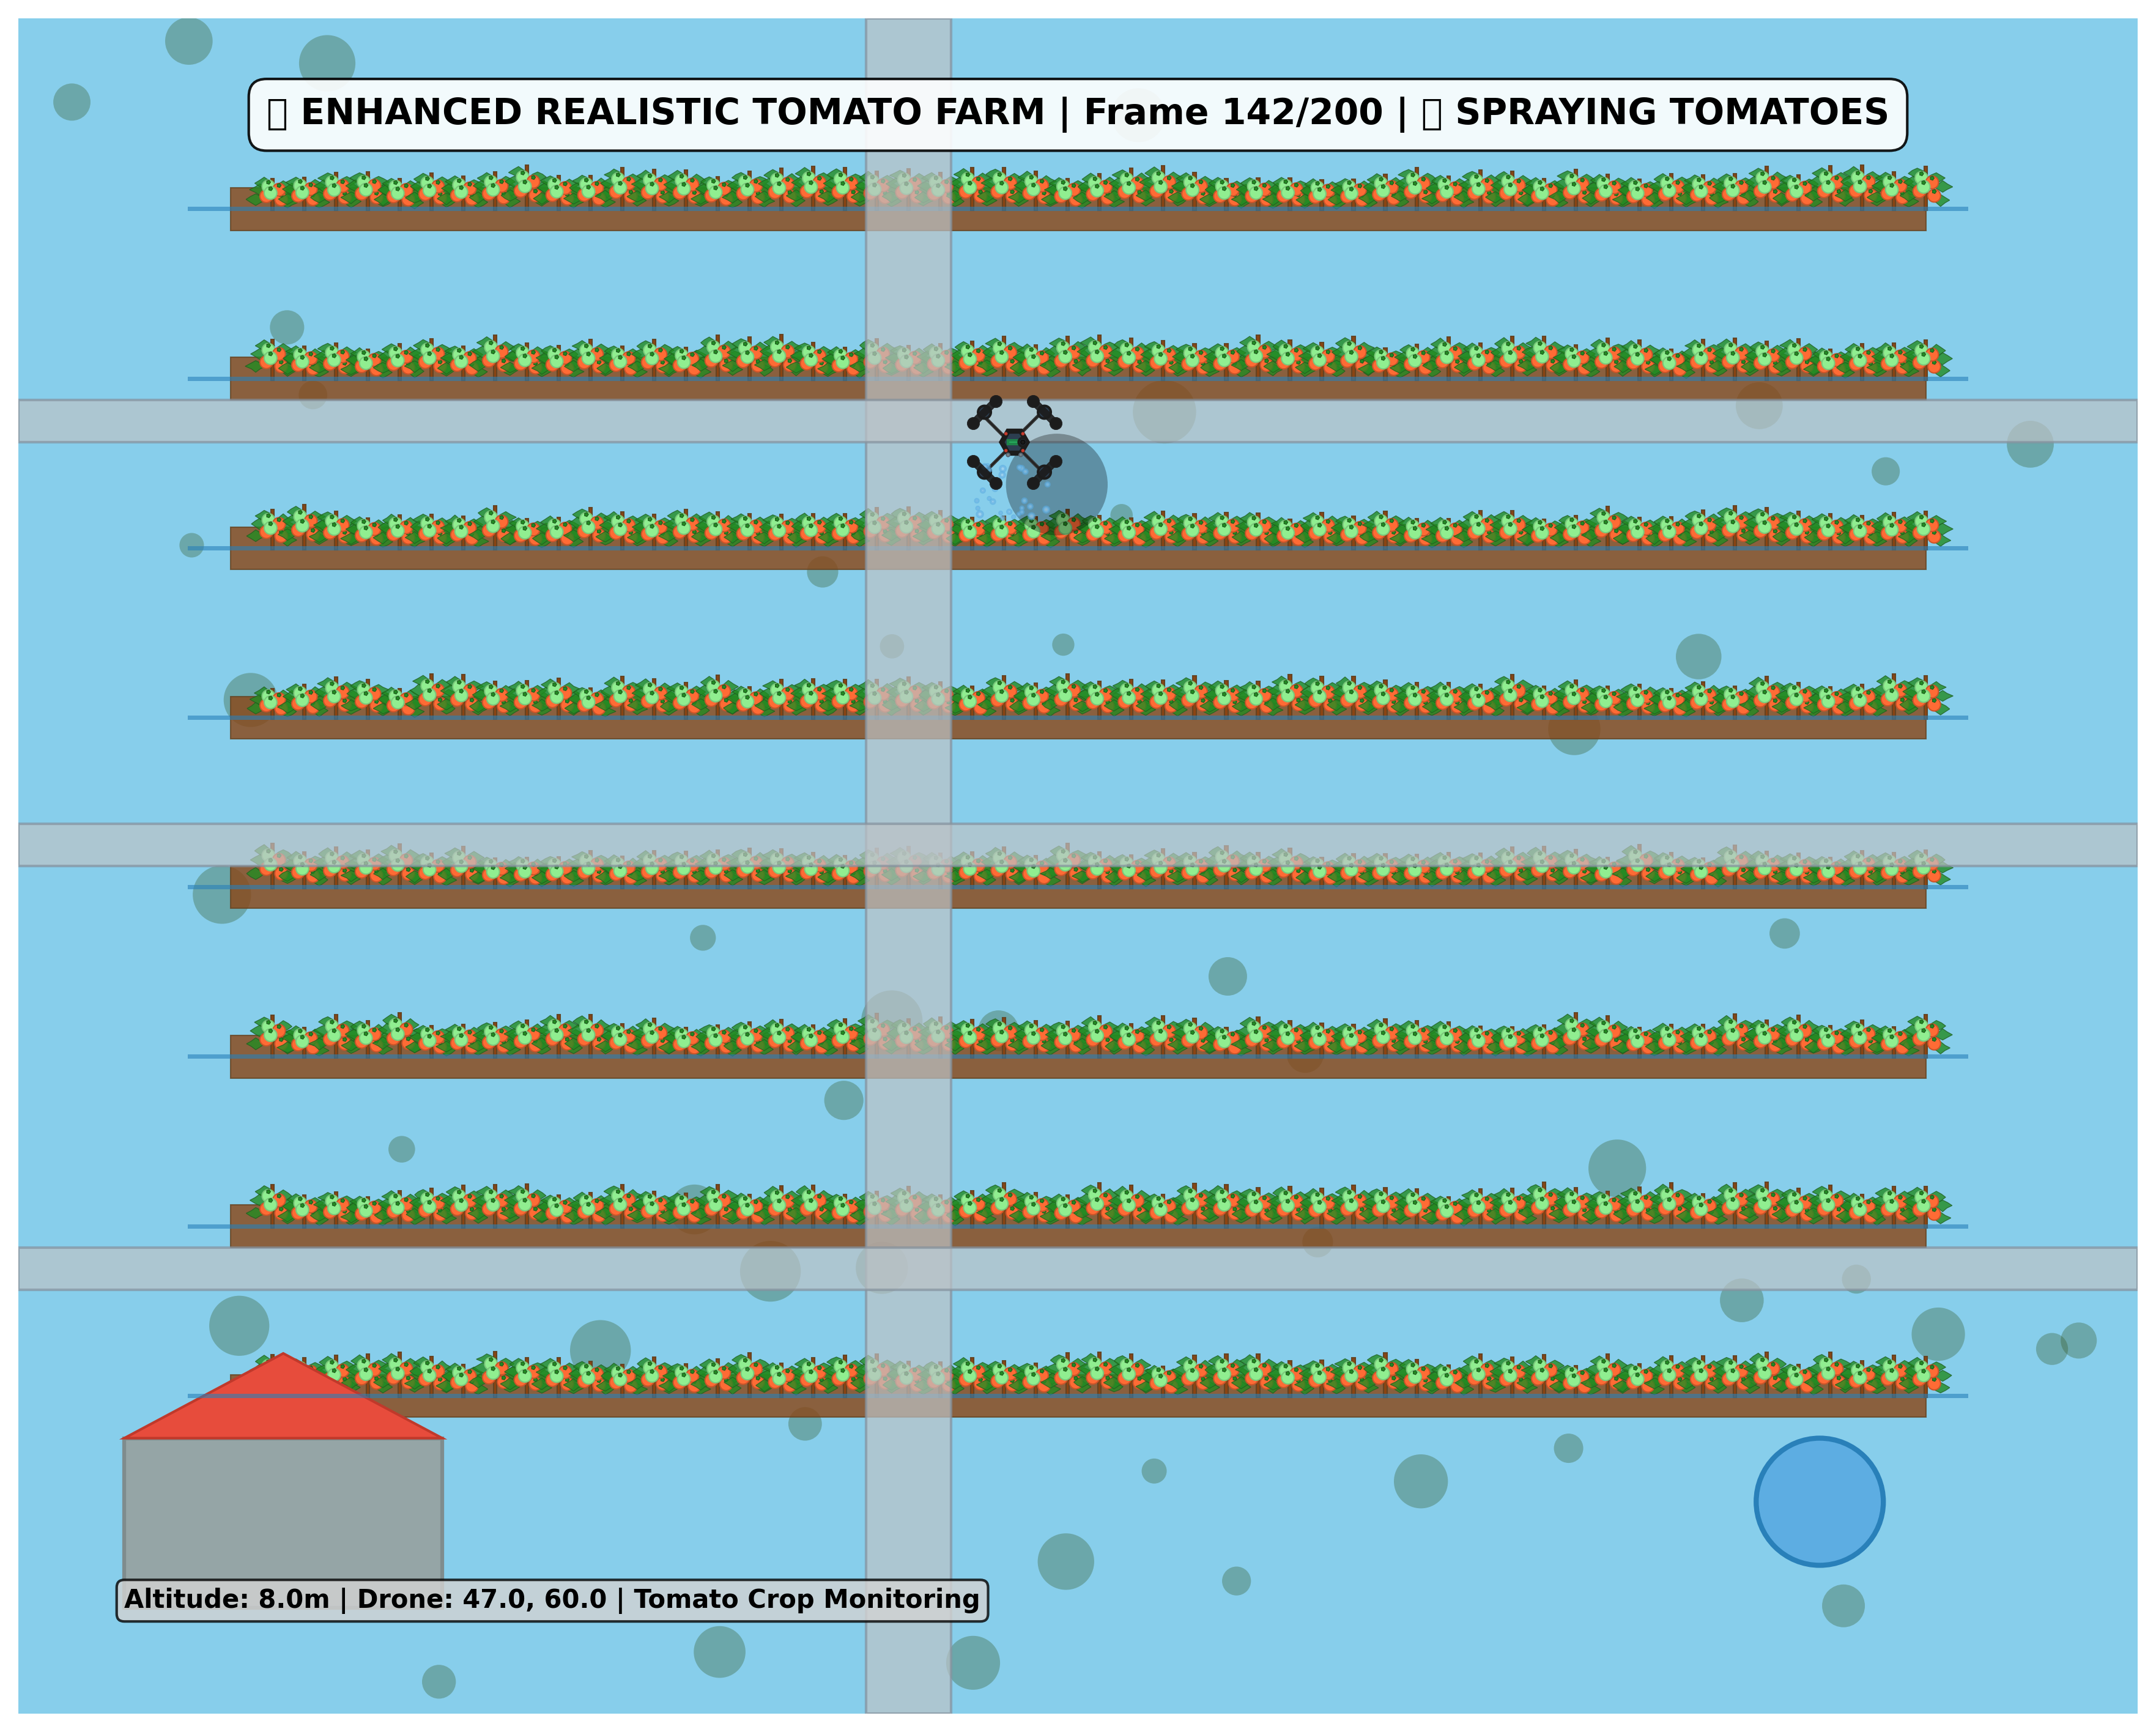 ▯ ENHANCED REALISTIC TOMATO FARM | Frame 142/200 | ▯ SPRAYING TOMATOES
Altitude: 8.0m | Drone: 47.0, 60.0 | Tomato Crop Monitoring